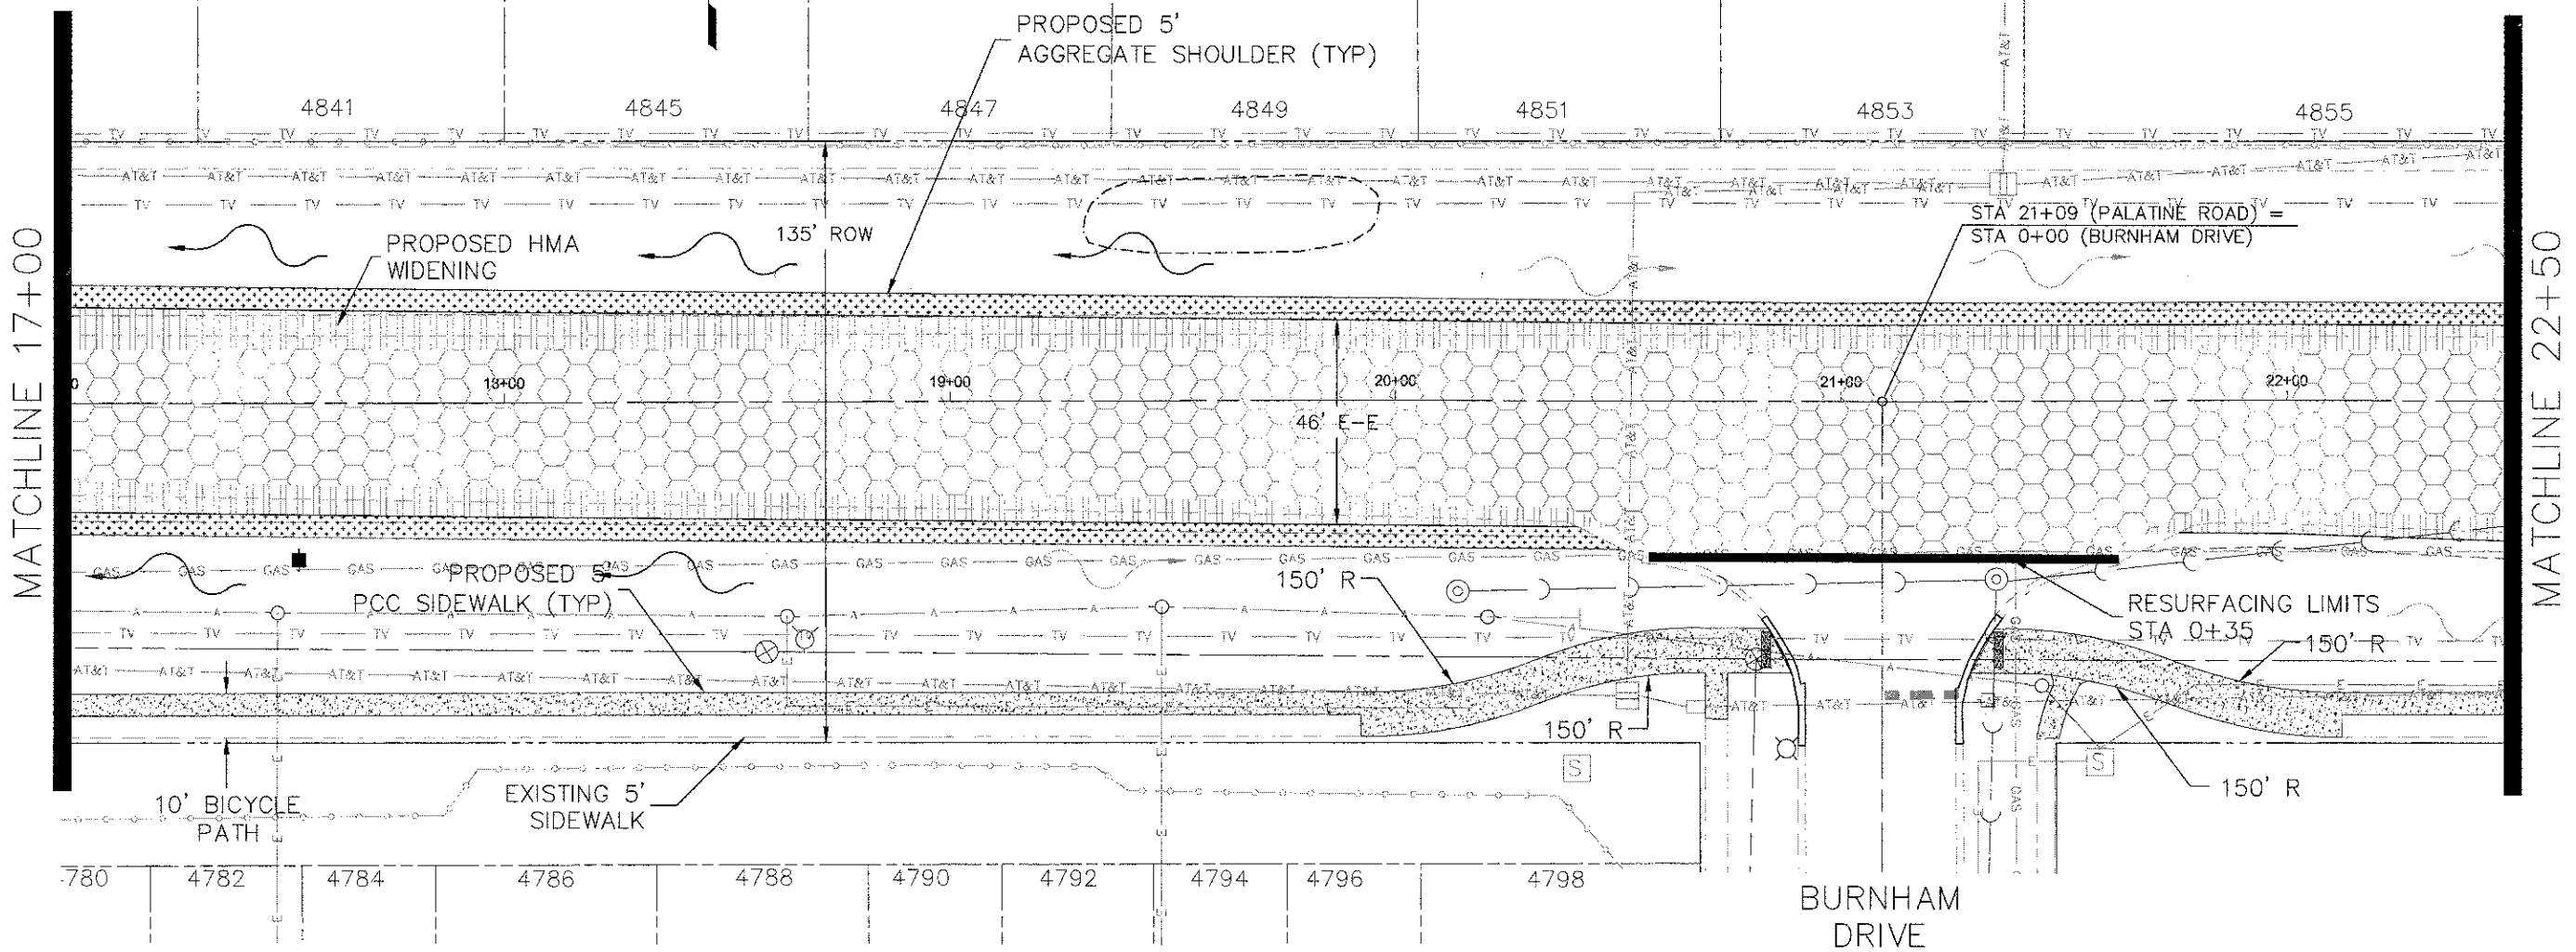 PROPOSED 5'
AGGREGATE SHOULDER (TYP)
4841
4845
4847
4849
4851
4853
4855
MATCHLINE 17+00
MATCHLINE 22+50
135' ROW
PROPOSED HMA
WIDENING
STA 21+09 (PALATINE ROAD) =
STA 0+00 (BURNHAM DRIVE)
18+00
19+00
20+00
21+00
22+00
46' E-E
PROPOSED 5'
PCC SIDEWALK (TYP)
150' R
150' R
RESURFACING LIMITS
STA 0+35
150' R
150' R
10' BICYCLE
PATH
EXISTING 5'
SIDEWALK
S
S
TV
AT&T
GAS
A
E
4782
4784
4786
4788
4790
4792
4794
4796
4798
BURNHAM
DRIVE